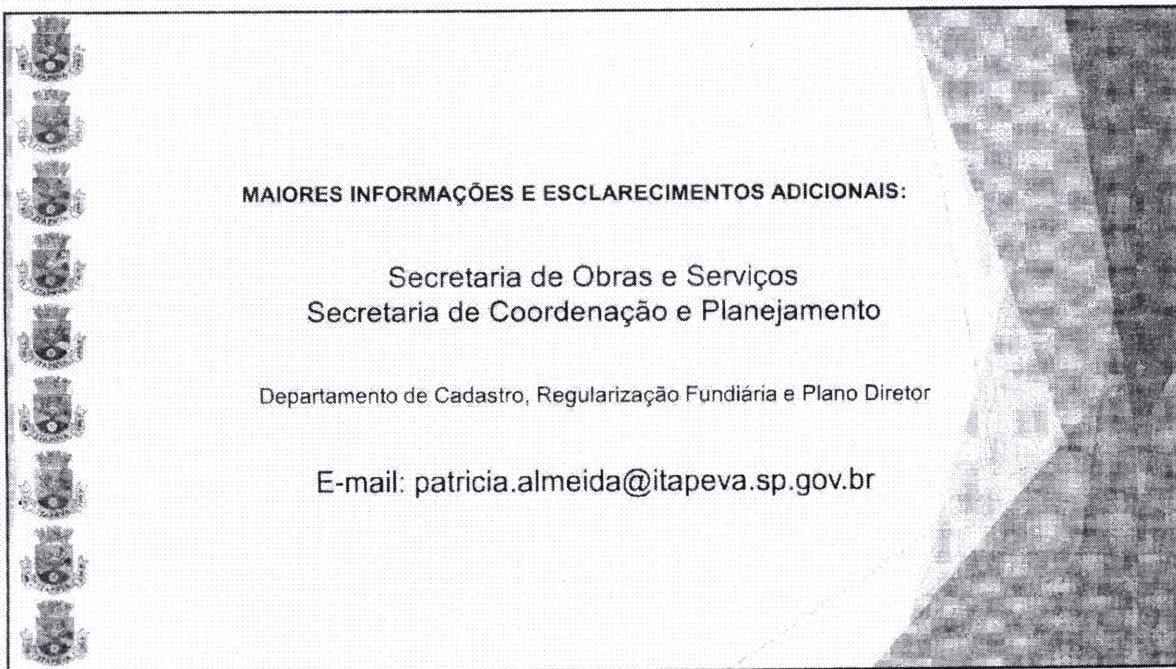 MAIORES INFORMAÇÕES E ESCLARECIMENTOS ADICIONAIS:
Secretaria de Obras e Serviços
Secretaria de Coordenação e Planejamento
Departamento de Cadastro, Regularização Fundiária e Plano Diretor
E-mail: patricia.almeida@itapeva.sp.gov.br